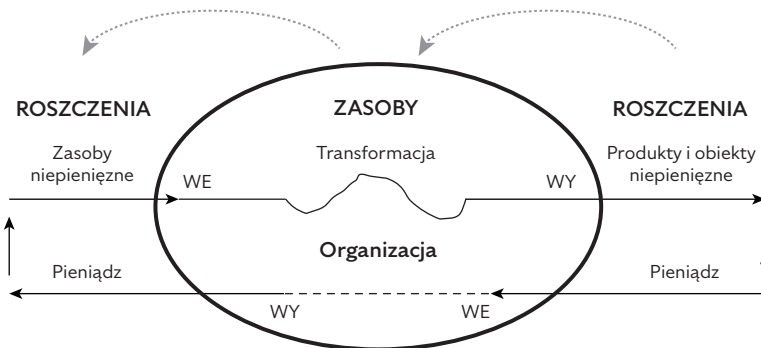 ROSZCZENIA
ZASOBY
ROSZCZENIA
Zasoby
niepieniężne
WE
Transformacja
WY
Produkty i obiekty
niepieniężne
Organizacja
Pieniądz
WY
WE
Pieniądz